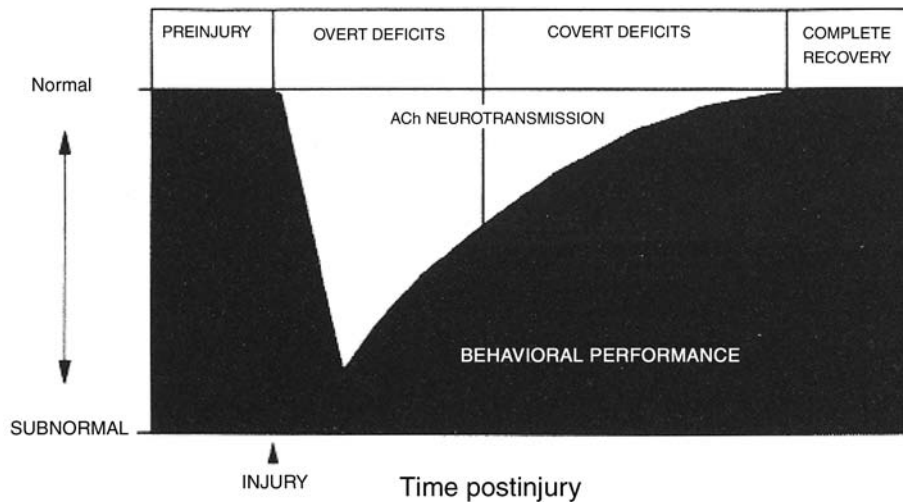 PREINJURY
OVERT DEFICITS
COVERT DEFICITS
COMPLETE
RECOVERY
Normal
ACh NEUROTRANSMISSION
BEHAVIORAL PERFORMANCE
SUBNORMAL
INJURY
Time postinjury